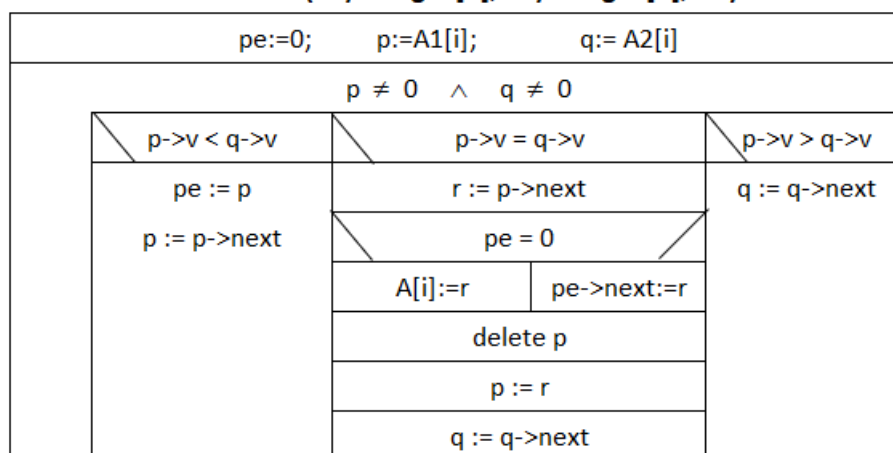 pe:=0; p:=A1[i]; q:= A2[i]
p ≠ 0 ∧ q ≠ 0
p->v < q->v p->v = q->v p->v > q->v
pe := p r := p->next q := q->next
p := p->next pe = 0
A[i]:=r pe->next:=r
delete p
p := r
q := q->next